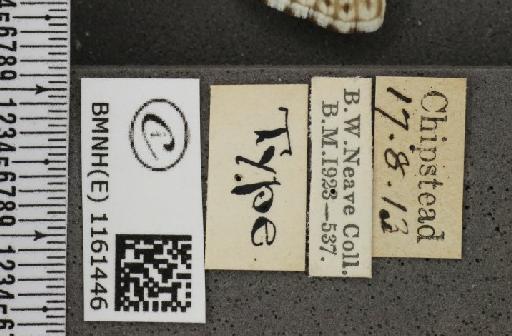 Chipstead
17.8.12
B.W.Neave Coll.
B.M.1923-537.
Type
BMNH(E) 1161446